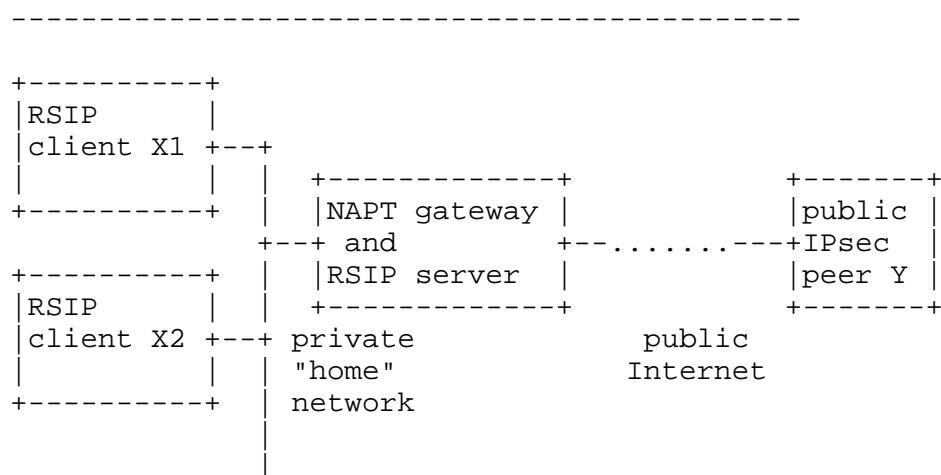 RSIP
client X1
NAPT gateway
and
RSIP server
public
IPsec
peer Y
RSIP
client X2
private
"home"
network
public
Internet